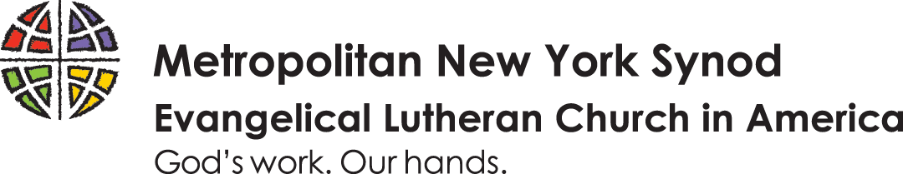 Metropolitan New York Synod
Evangelical Lutheran Church in America
God's work. Our hands.